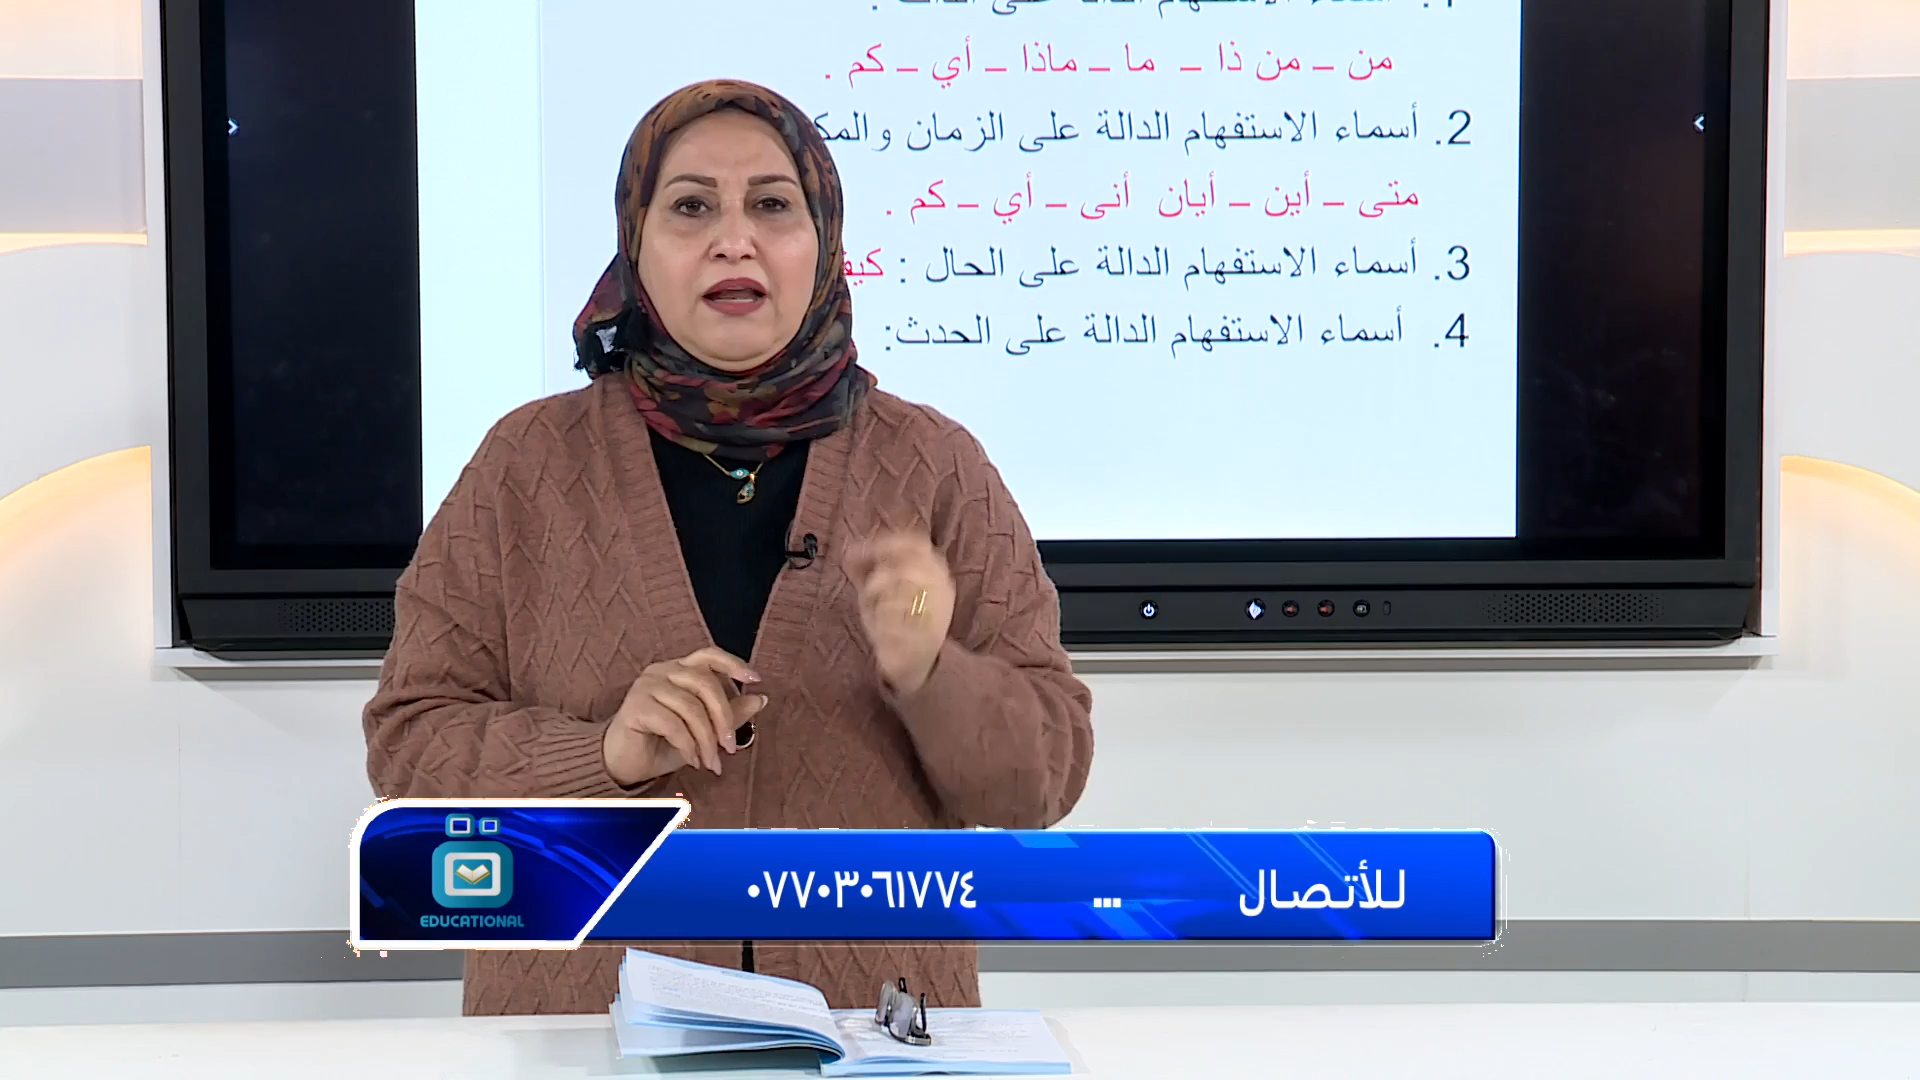 من – من ذا – ما – ماذا – أي – كم .
2. أسماء الاستفهام الدالة على الزمان
متى – أين – أيان أنى – أي – كم .
3. أسماء الاستفهام الدالة على الحال :
4. أسماء الاستفهام الدالة على الحدث:
للأتصال ... ٠٧٧٠٣٠٦١٧٧٤
EDUCATIONAL